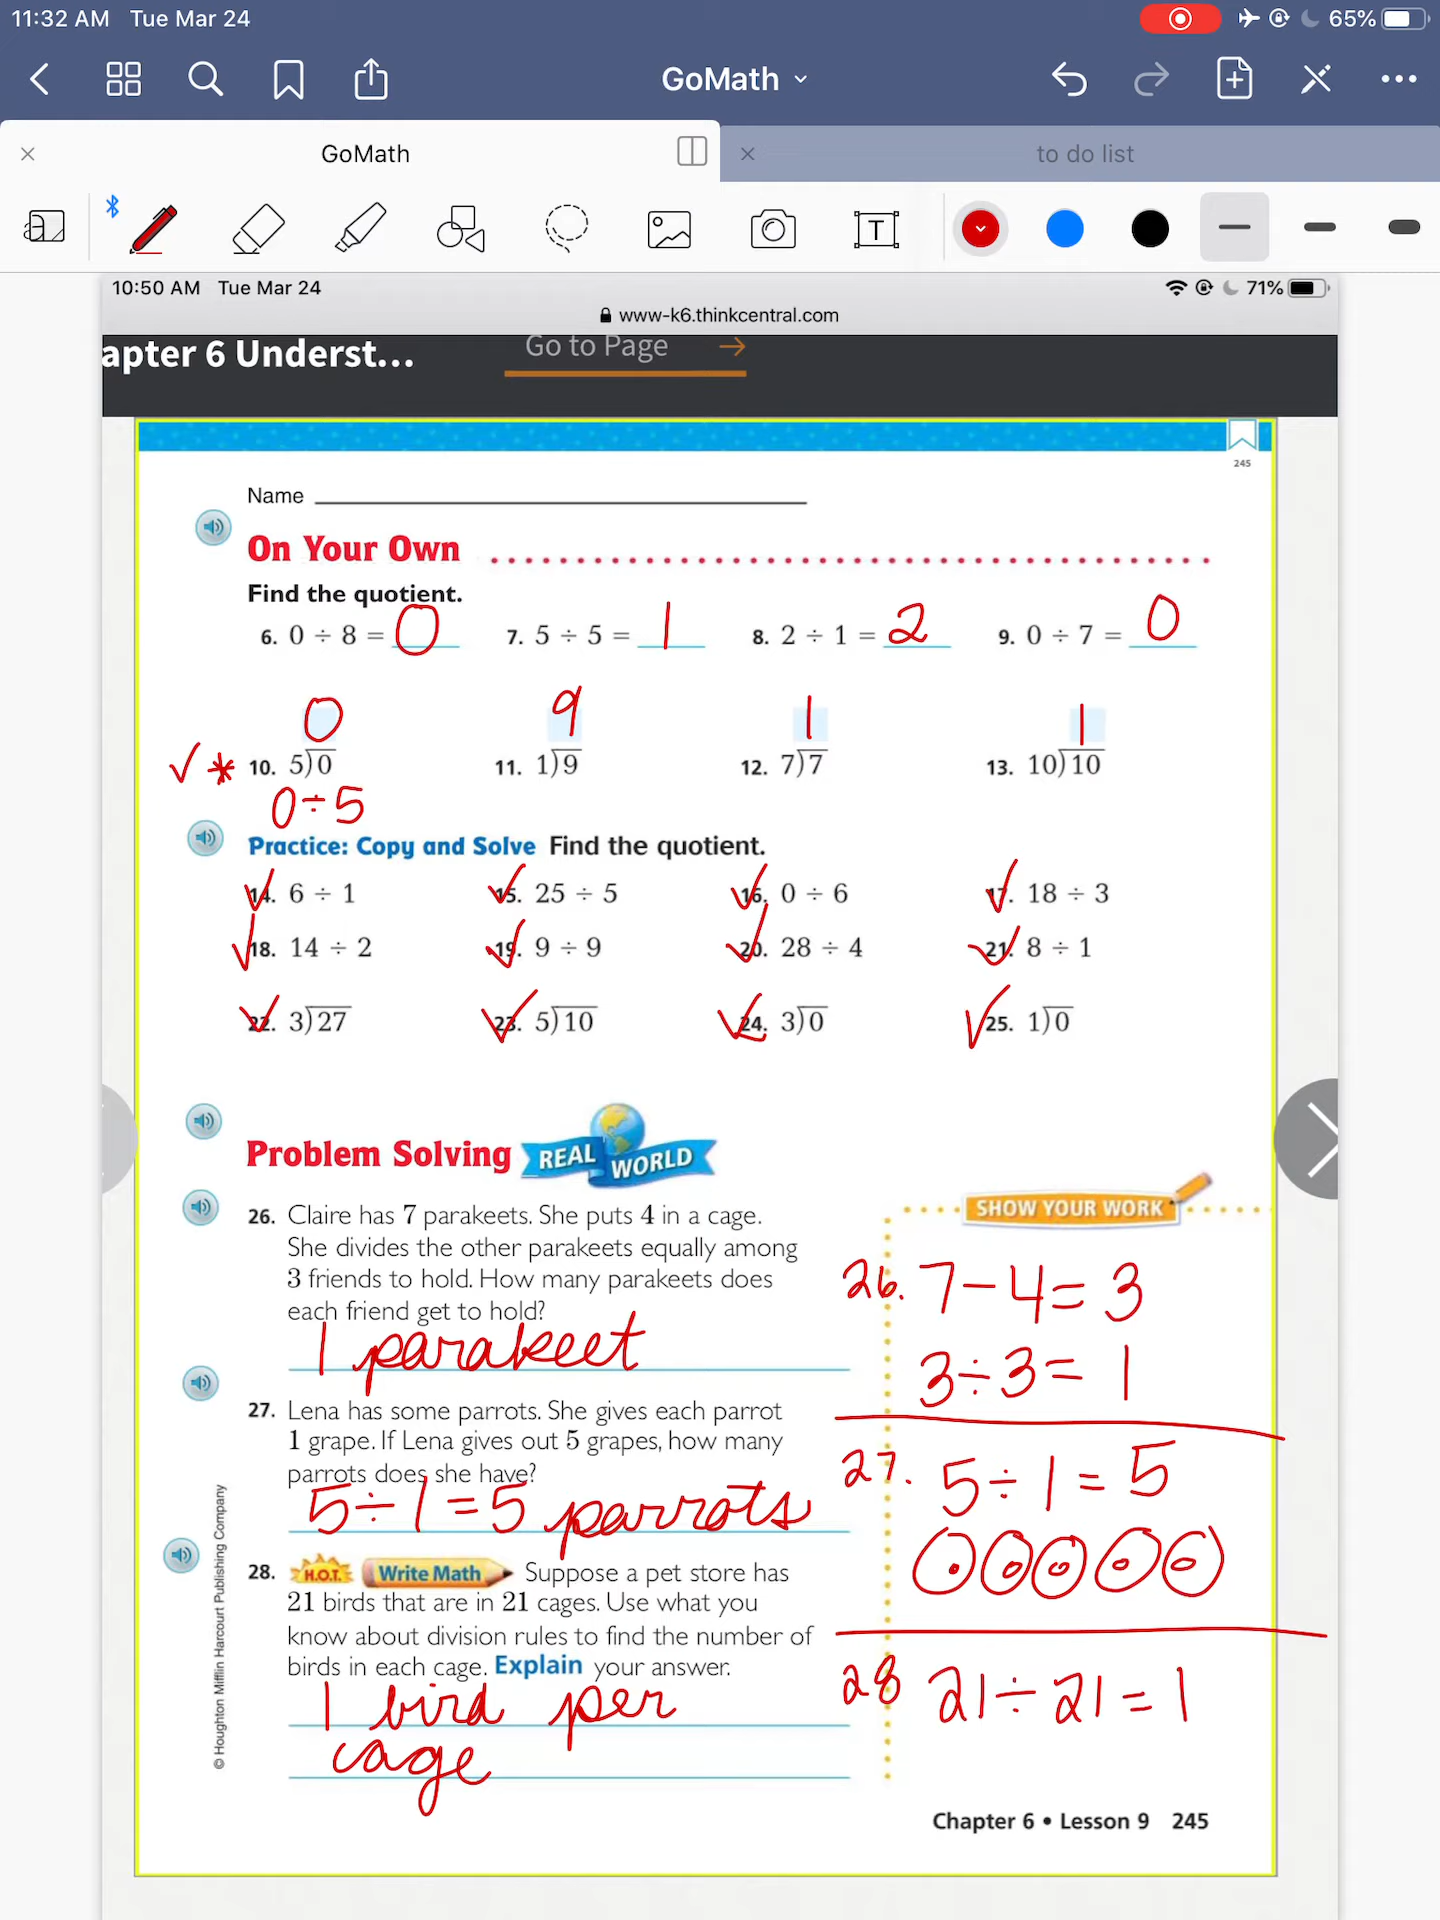 11:32 AM Tue Mar 24 65%
GoMath
GoMath to do list
a T
10:50 AM Tue Mar 24 71%
www-k6.thinkcentral.com
apter 6 Underst... Go to Page →
245
Name
On Your Own
Find the quotient.
6. 0 ÷ 8 = 0 7. 5 ÷ 5 = 1 8. 2 ÷ 1 = 2 9. 0 ÷ 7 = 0
0 9 1 1
✓ * 10. 5)0 11. 1)9 12. 7)7 13. 10)10
0÷5
Practice: Copy and Solve Find the quotient.
✓ 14. 6 ÷ 1 ✓ 15. 25 ÷ 5 ✓ 16. 0 ÷ 6 ✓ 17. 18 ÷ 3
✓ 18. 14 ÷ 2 ✓ 19. 9 ÷ 9 ✓ 20. 28 ÷ 4 ✓ 21. 8 ÷ 1
✓ 22. 3)27 ✓ 23. 5)10 ✓ 24. 3)0 ✓ 25. 1)0
Problem Solving REAL WORLD
26. Claire has 7 parakeets. She puts 4 in a cage.
She divides the other parakeets equally among
3 friends to hold. How many parakeets does
each friend get to hold?
1 parakeet
27. Lena has some parrots. She gives each parrot
1 grape. If Lena gives out 5 grapes, how many
parrots does she have?
5÷1=5 parrots
28. H.O.T. Write Math Suppose a pet store has
21 birds that are in 21 cages. Use what you
know about division rules to find the number of
birds in each cage. Explain your answer.
1 bird per
cage
SHOW YOUR WORK
26. 7-4=3
3÷3=1
27. 5÷1=5
28 21÷21=1
© Houghton Mifflin Harcourt Publishing Company
Chapter 6 • Lesson 9 245